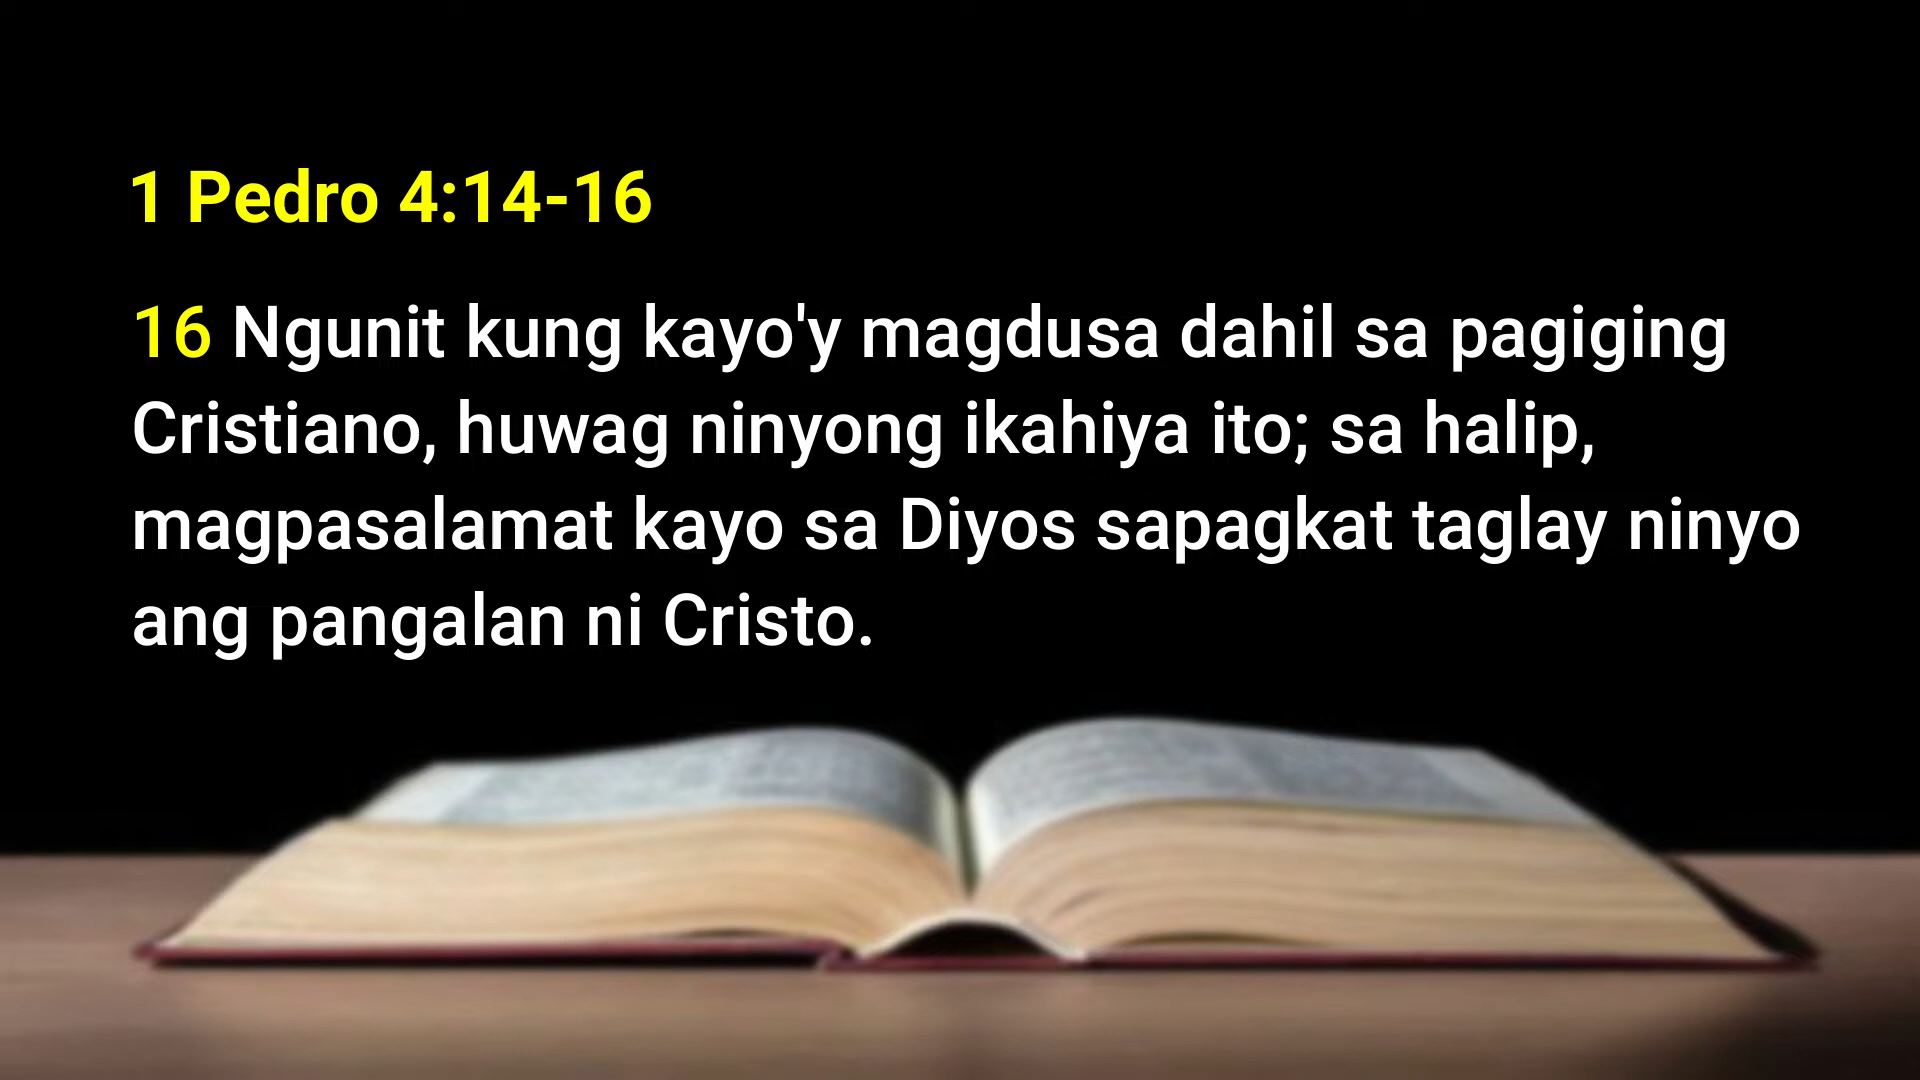 1 Pedro 4:14-16
16 Ngunit kung kayo'y magdusa dahil sa pagiging
Cristiano, huwag ninyong ikahiya ito; sa halip,
magpasalamat kayo sa Diyos sapagkat taglay ninyo
ang pangalan ni Cristo.